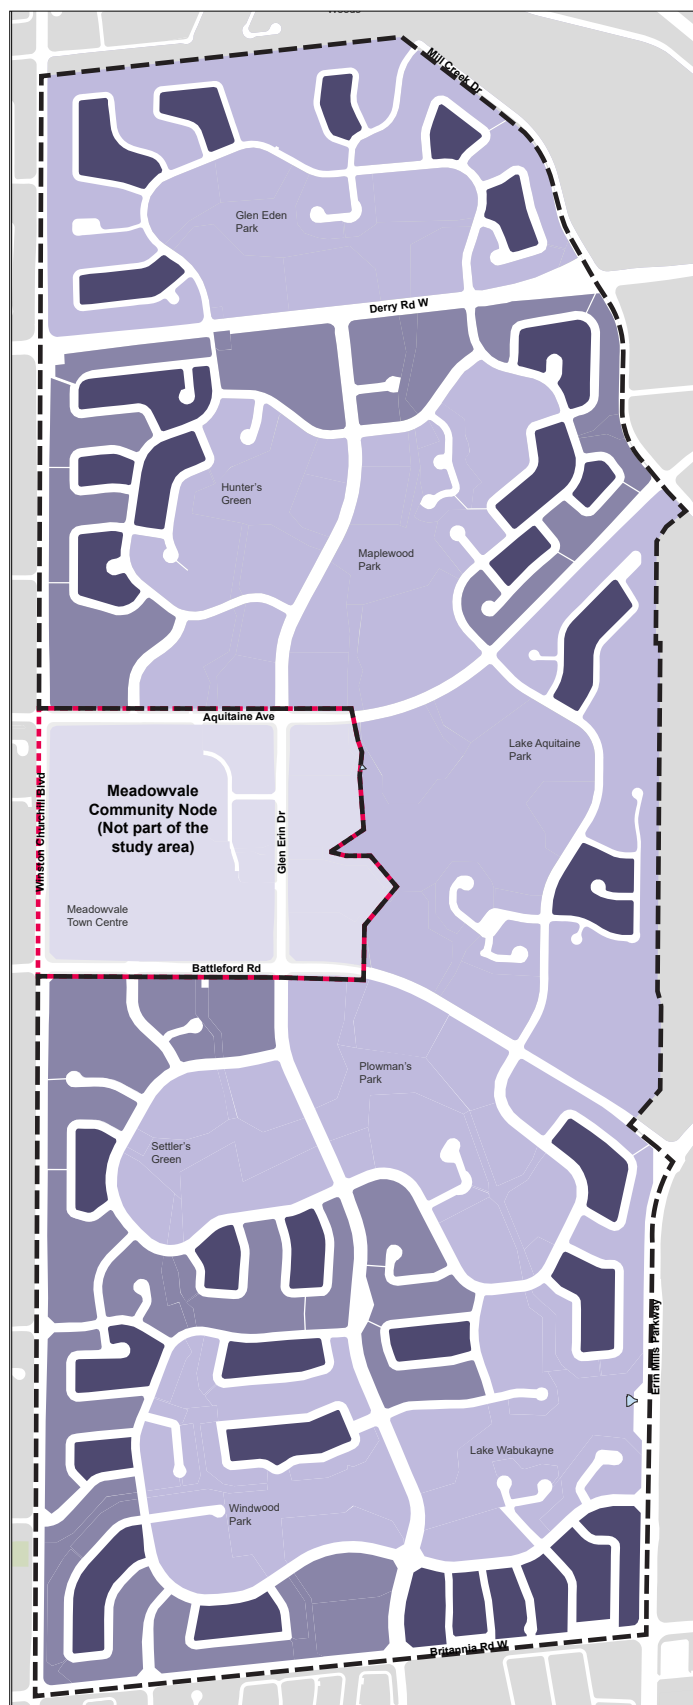 Mill Creek Dr
Glen Eden
Park
Derry Rd W
Hunter's
Green
Maplewood
Park
Aquitaine Ave
Lake Aquitaine
Park
Winston Churchill Blvd
Meadowvale
Community Node
(Not part of the
study area)
Glen Erin Dr
Meadowvale
Town Centre
Battleford Rd
Plowman's
Park
Settler's
Green
Erin Mills Parkway
Lake Wabukayne
Windwood
Park
Britannia Rd W